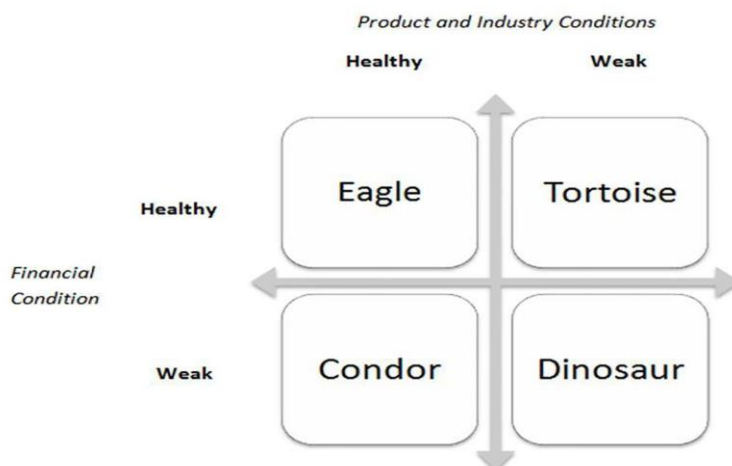 Product and Industry Conditions
Healthy Weak
Eagle Tortoise
Healthy
Financial
Condition
Condor Dinosaur
Weak